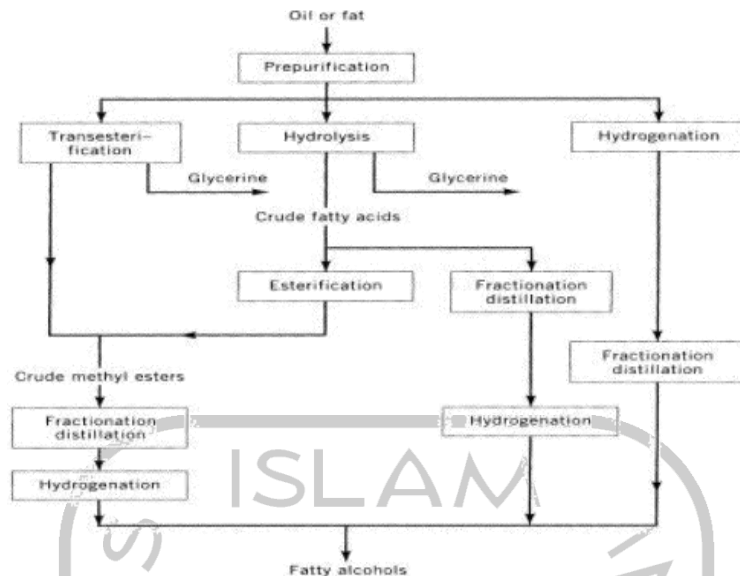 Oil or fat
Prepurification
Transesteri-
fication
Hydrolysis
Hydrogenation
Glycerine
Glycerine
Crude fatty acids
Esterification
Fractionation
distillation
Fractionation
distillation
Crude methyl esters
Fractionation
distillation
Hydrogenation
Hydrogenation
ISLAM
Fatty alcohols